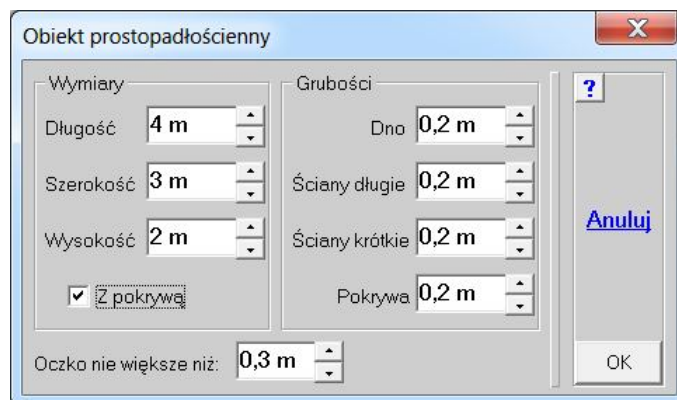 Obiekt prostopadłościenny
X
Wymiary
Długość 4 m
Szerokość 3 m
Wysokość 2 m
Z pokrywą
Grubości
Dno 0,2 m
Ściany długie 0,2 m
Ściany krótkie 0,2 m
Pokrywa 0,2 m
?
Anuluj
Oczko nie większe niż: 0,3 m
OK